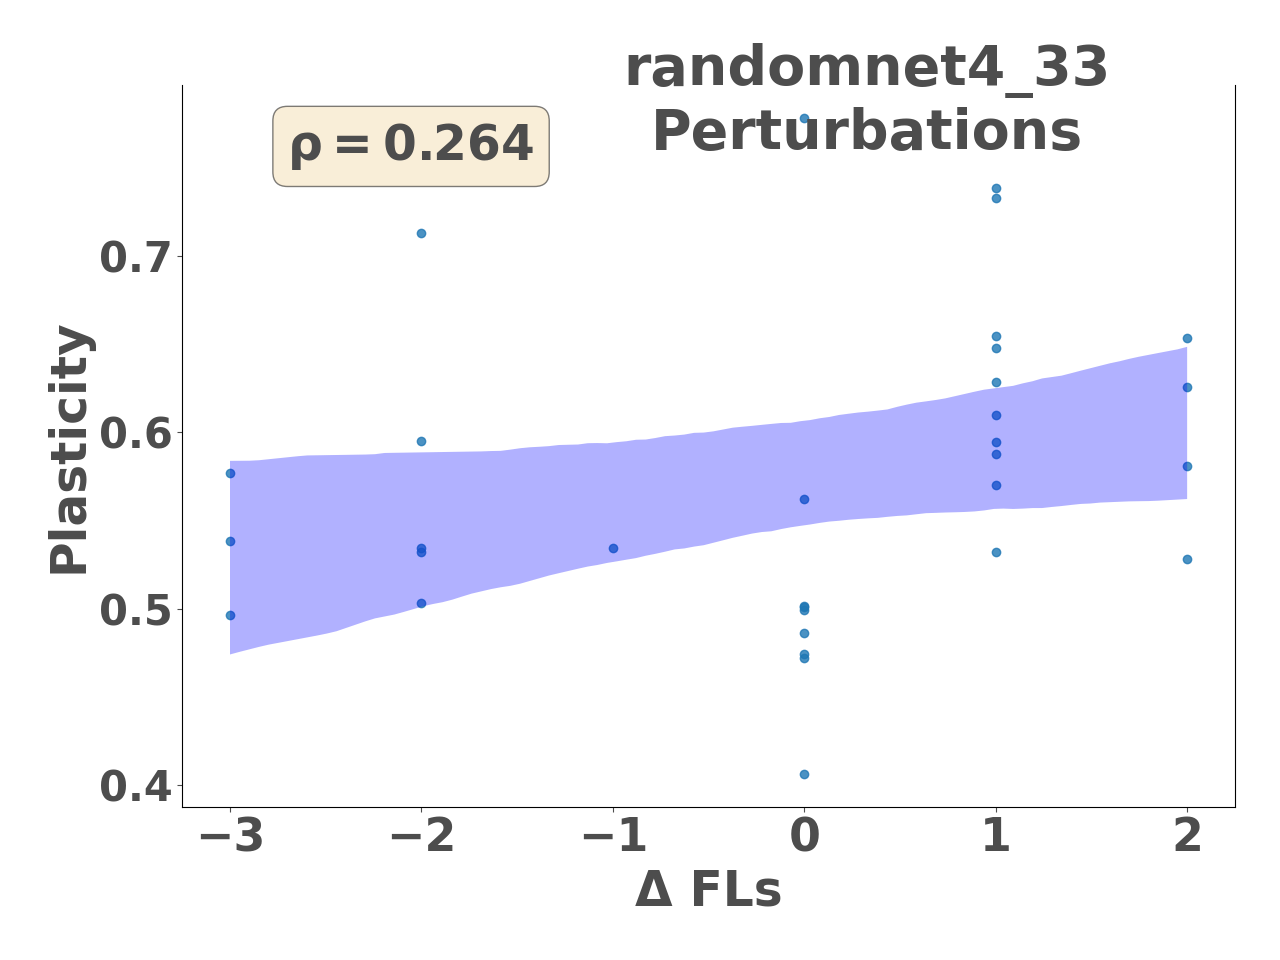 randomnet4_33
Perturbations
ρ = 0.264
Plasticity
0.7
0.6
0.5
0.4
−3 −2 −1 0 1 2
Δ FLs